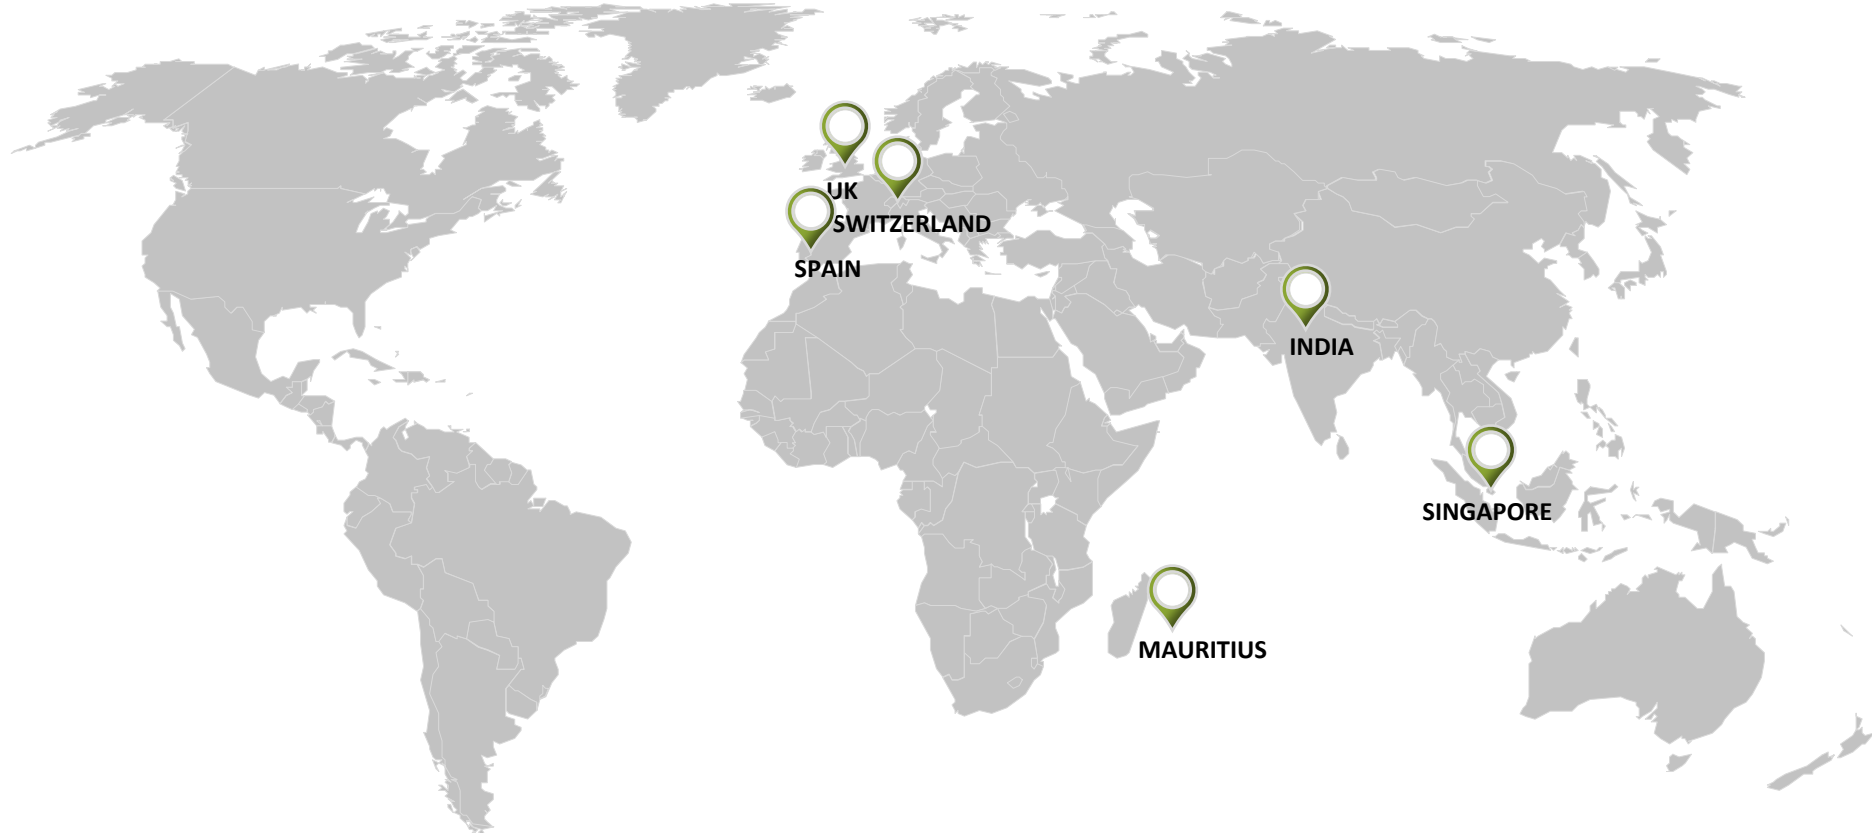 UK
SWITZERLAND
SPAIN
INDIA
SINGAPORE
MAURITIUS